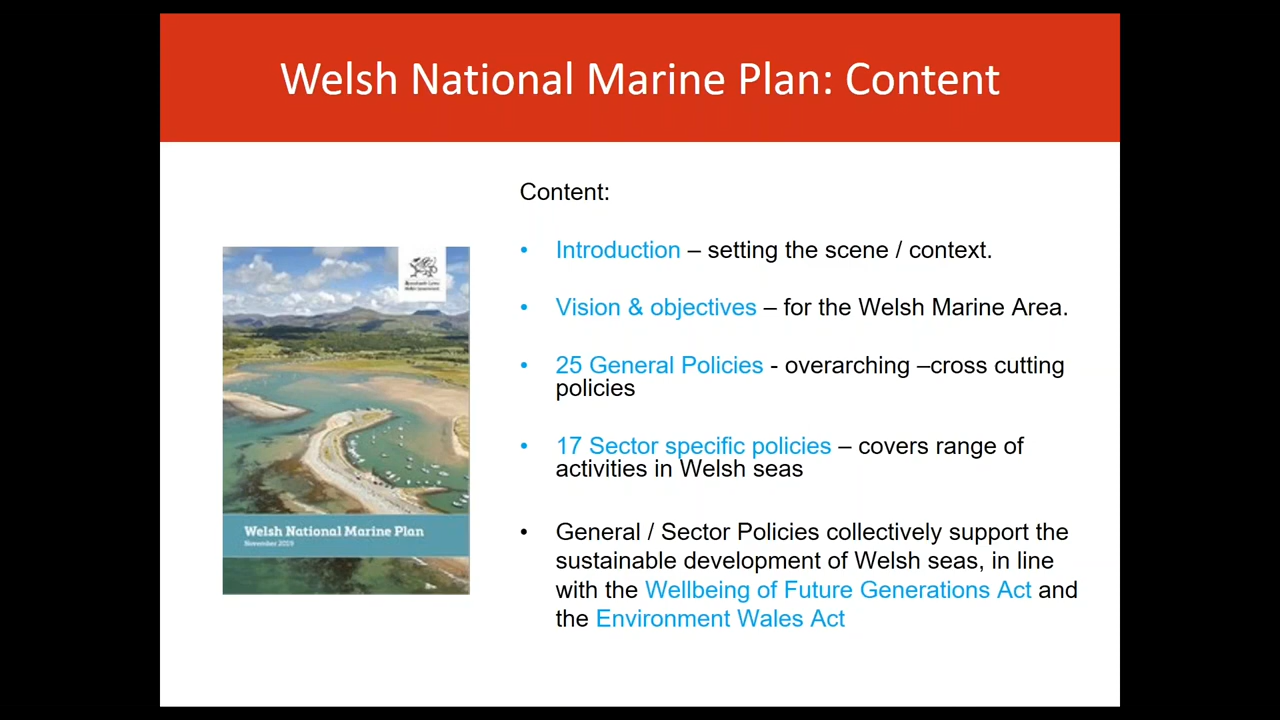 Welsh National Marine Plan: Content
Content:
• Introduction – setting the scene / context.
• Vision & objectives – for the Welsh Marine Area.
• 25 General Policies - overarching –cross cutting
policies
• 17 Sector specific policies – covers range of
activities in Welsh seas
• General / Sector Policies collectively support the
sustainable development of Welsh seas, in line
with the Wellbeing of Future Generations Act and
the Environment Wales Act
Welsh National Marine Plan
November 2019